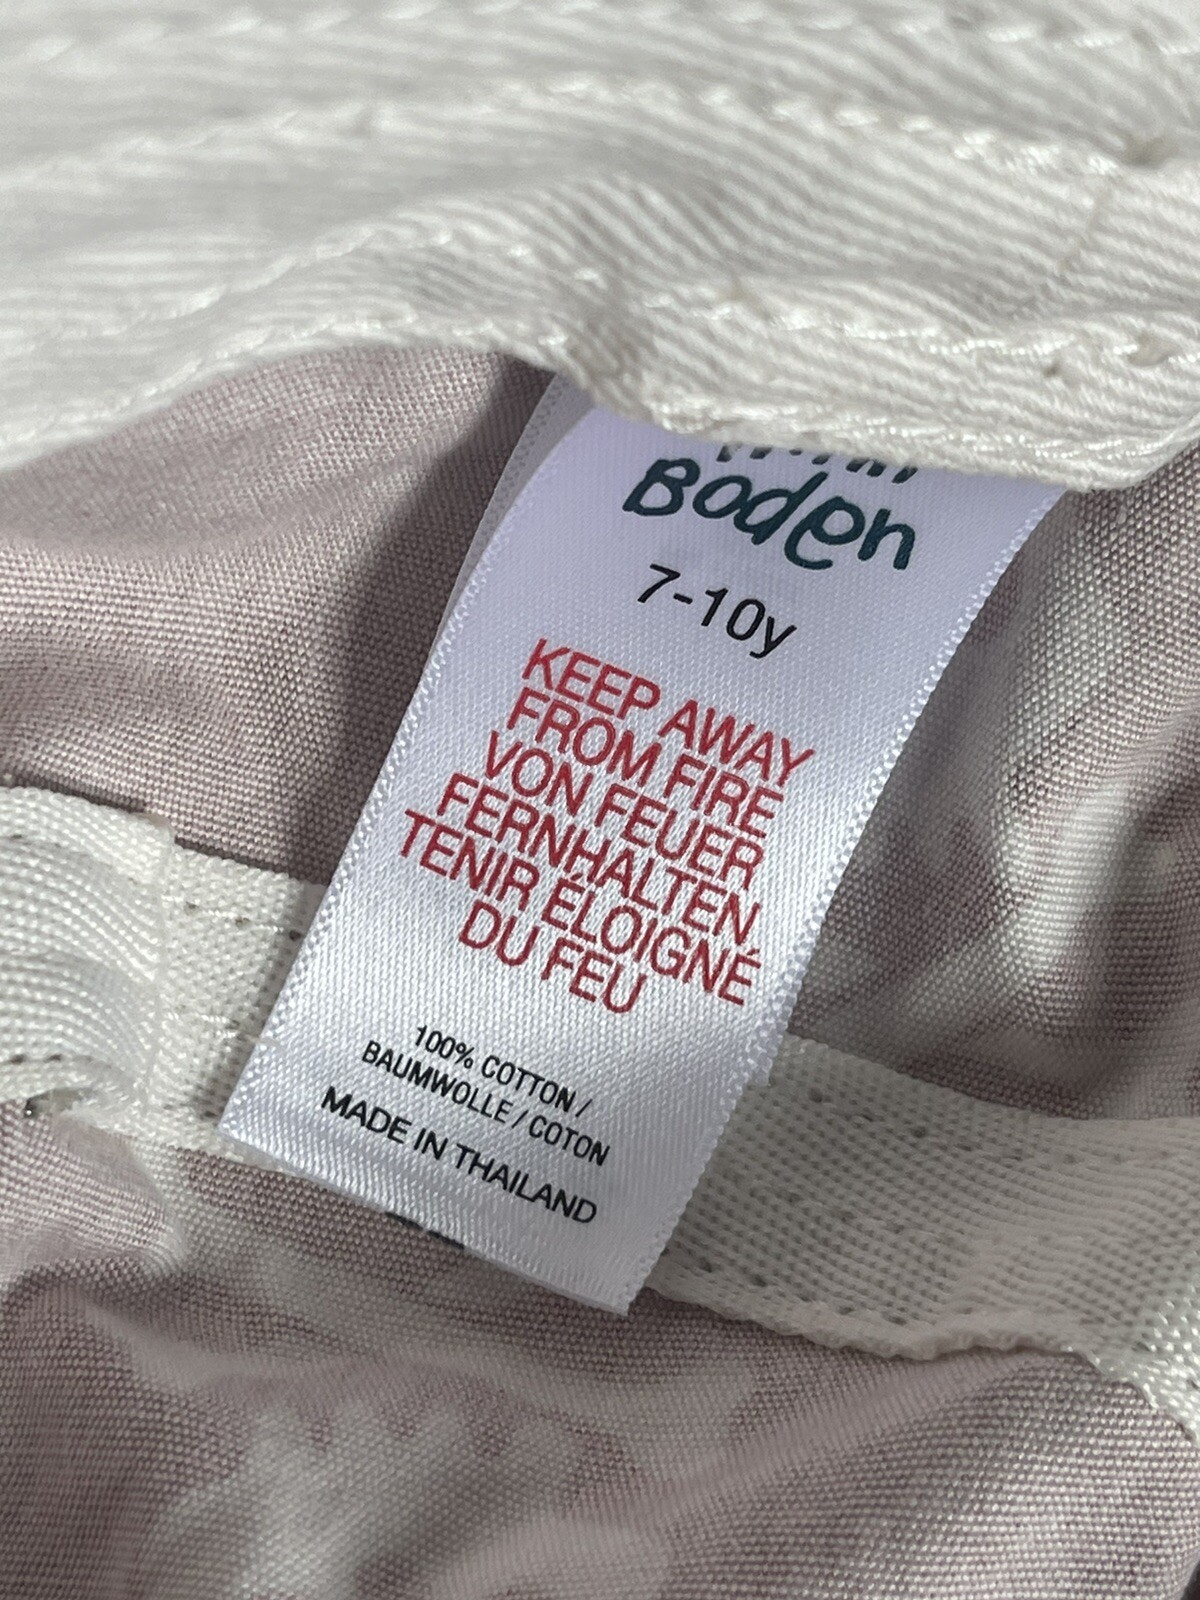 Boden
7-10y
KEEP AWAY
FROM FIRE
VON FEUER
FERNHALTEN.
TENIR ÉLOIGNÉ
DU FEU
100% COTTON /
BAUMWOLLE / COTON
MADE IN THAILAND